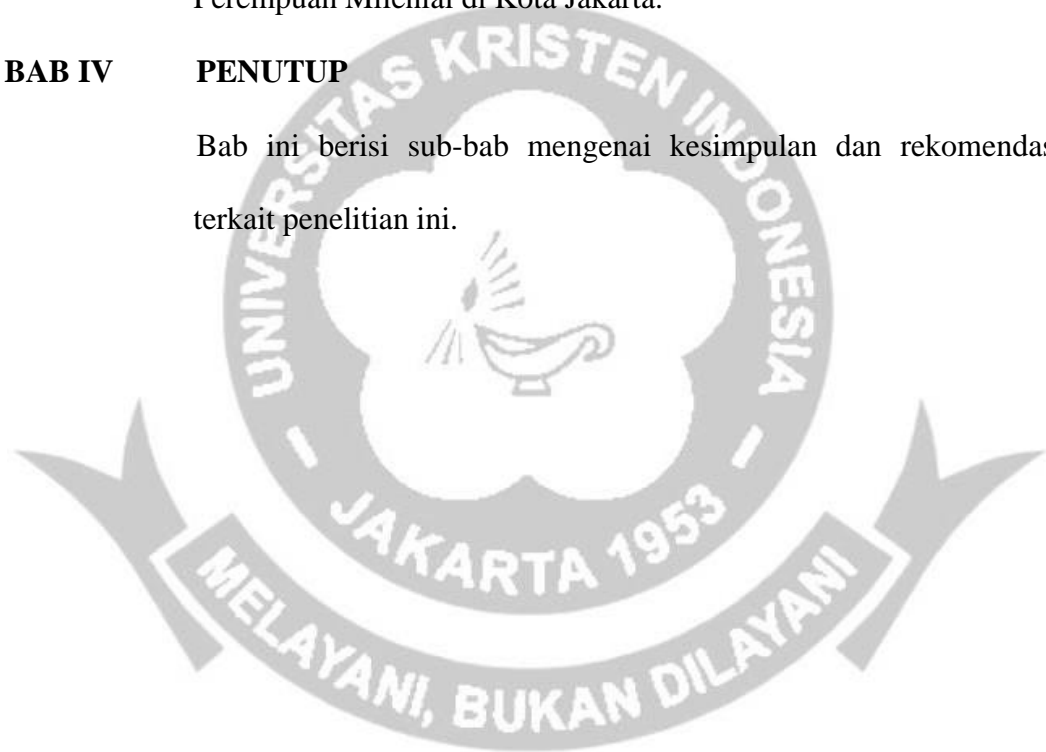 Perempuan Milenial di Kota Jakarta.
BAB IV PENUTUP
Bab ini berisi sub-bab mengenai kesimpulan dan rekomendas
terkait penelitian ini.
UNIVERSITAS KRISTEN INDONESIA
- JAKARTA 1953 -
MELAYANI, BUKAN DILAYANI